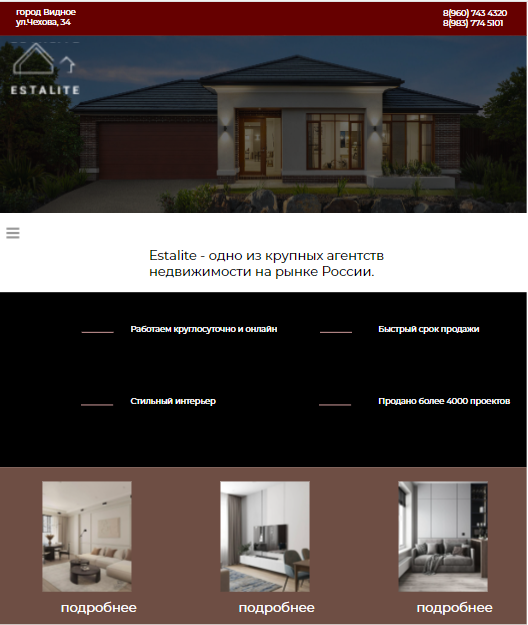 город Видное
ул.Чехова, 34
8(960) 743 4320
8(983) 774 5101
ESTALITE
Estalite - одно из крупных агентств
недвижимости на рынке России.
Работаем круглосуточно и онлайн
Быстрый срок продажи
Стильный интерьер
Продано более 4000 проектов
подробнее
подробнее
подробнее